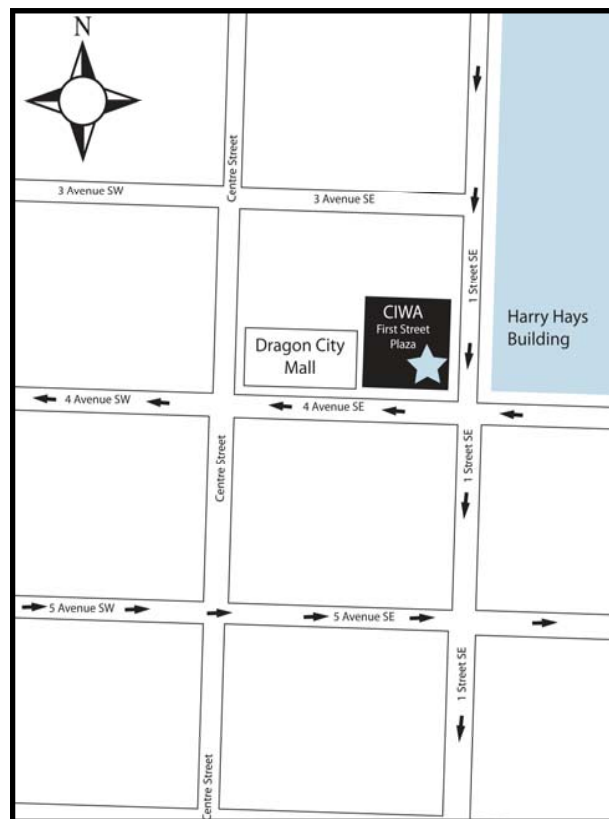 N
3 Avenue SW
Centre Street
3 Avenue SE
1 Street SE
CIWA
First Street
Plaza
Harry Hays
Building
Dragon City
Mall
4 Avenue SW
4 Avenue SE
Centre Street
1 Street SE
5 Avenue SW
5 Avenue SE
1 Street SE
Centre Street